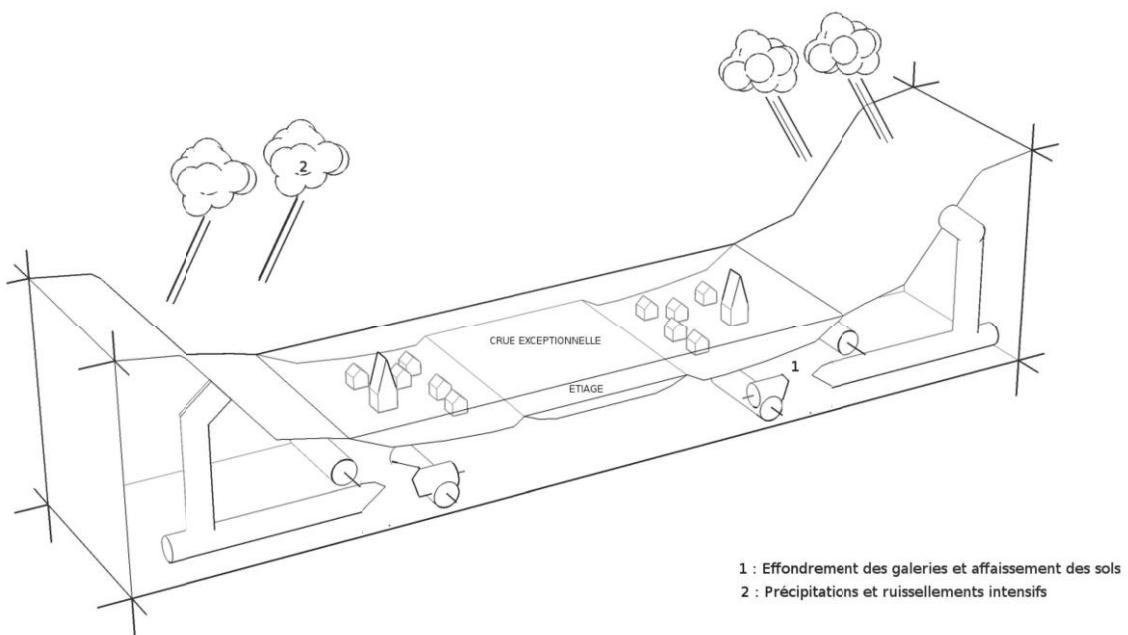 2
CRUE EXCEPTIONNELLE
ETIAGE
1
1 : Effondrement des galeries et affaissement des sols
2 : Précipitations et ruissellements intensifs